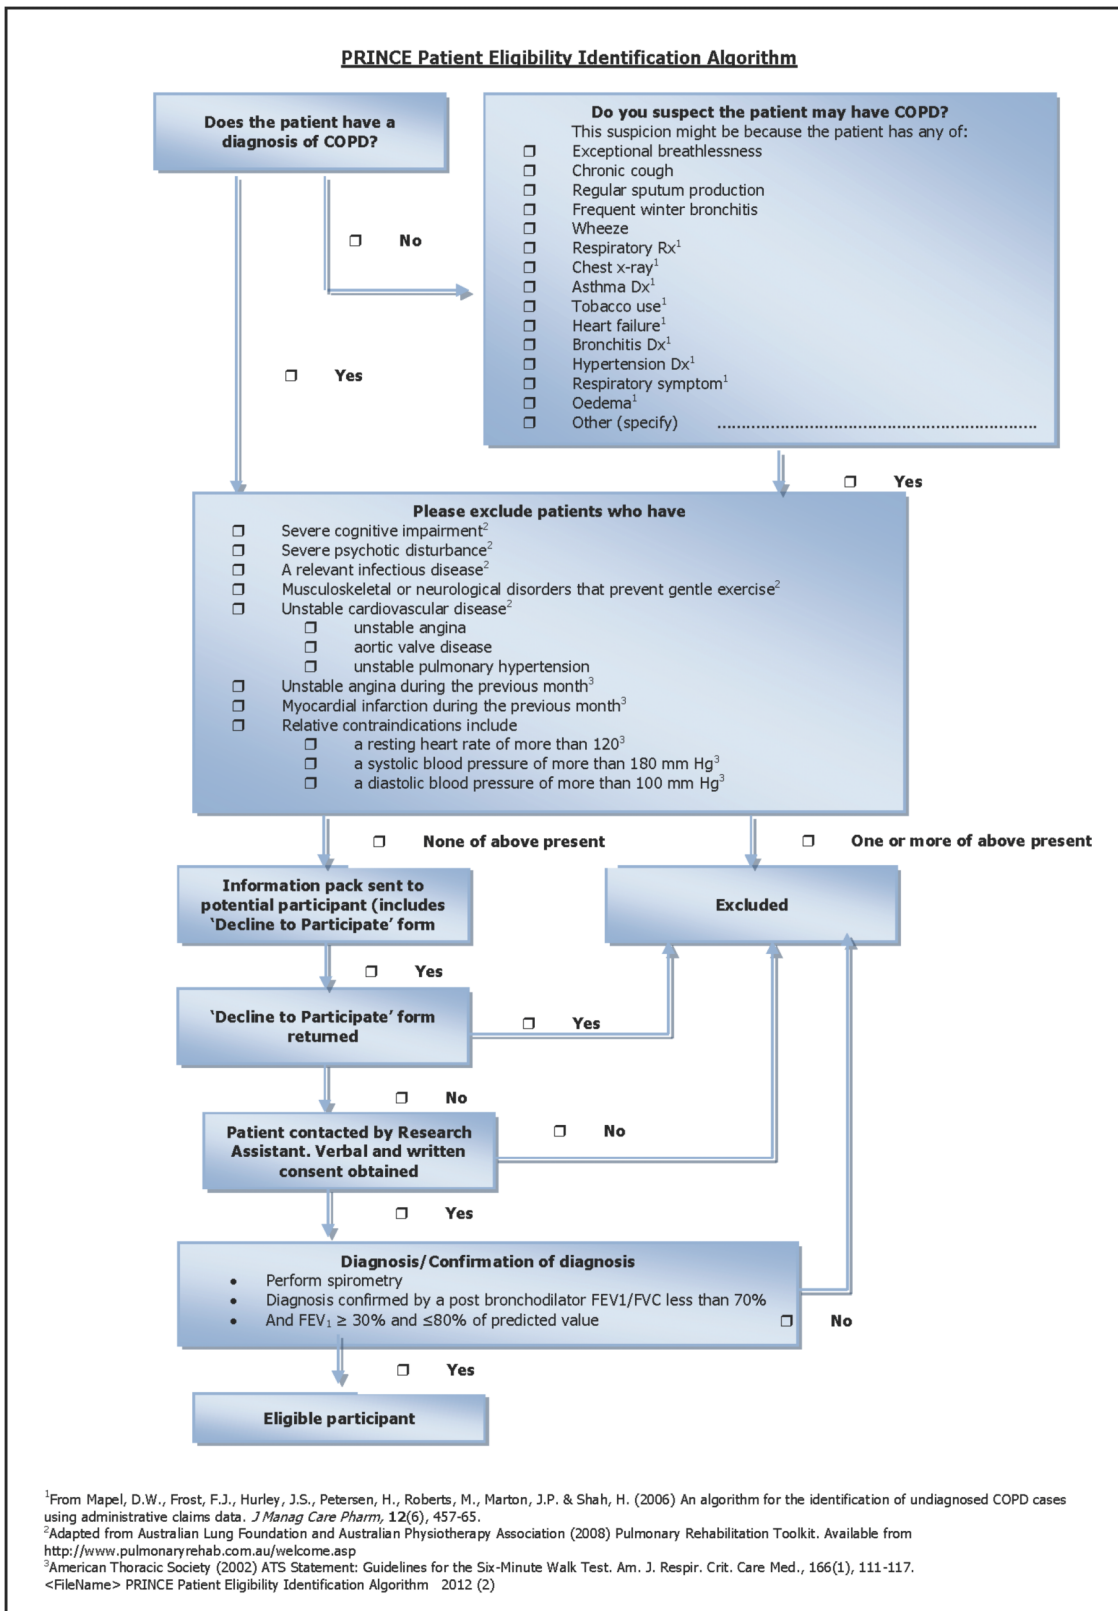 PRINCE Patient Eligibility Identification Algorithm
Does the patient have a
diagnosis of COPD?
Do you suspect the patient may have COPD?
This suspicion might be because the patient has any of:
❒ Exceptional breathlessness
❒ Chronic cough
❒ Regular sputum production
❒ Frequent winter bronchitis
❒ Wheeze
❒ Respiratory Rx¹
❒ Chest x-ray¹
❒ Asthma Dx¹
❒ Tobacco use¹
❒ Heart failure¹
❒ Bronchitis Dx¹
❒ Hypertension Dx¹
❒ Respiratory symptom¹
❒ Oedema¹
❒ Other (specify) ......................................................................
❒ No
❒ Yes
❒ Yes
Please exclude patients who have
❒ Severe cognitive impairment²
❒ Severe psychotic disturbance²
❒ A relevant infectious disease²
❒ Musculoskeletal or neurological disorders that prevent gentle exercise²
❒ Unstable cardiovascular disease²
❒ unstable angina
❒ aortic valve disease
❒ unstable pulmonary hypertension
❒ Unstable angina during the previous month³
❒ Myocardial infarction during the previous month³
❒ Relative contraindications include
❒ a resting heart rate of more than 120³
❒ a systolic blood pressure of more than 180 mm Hg³
❒ a diastolic blood pressure of more than 100 mm Hg³
❒ None of above present
❒ One or more of above present
Information pack sent to
potential participant (includes
‘Decline to Participate’ form
Excluded
❒ Yes
‘Decline to Participate’ form
returned
❒ Yes
❒ No
Patient contacted by Research
Assistant. Verbal and written
consent obtained
❒ No
❒ Yes
Diagnosis/Confirmation of diagnosis
• Perform spirometry
• Diagnosis confirmed by a post bronchodilator FEV1/FVC less than 70%
• And FEV₁ ≥ 30% and ≤80% of predicted value
❒ No
❒ Yes
Eligible participant
¹From Mapel, D.W., Frost, F.J., Hurley, J.S., Petersen, H., Roberts, M., Marton, J.P. & Shah, H. (2006) An algorithm for the identification of undiagnosed COPD cases
using administrative claims data. J Manag Care Pharm, 12(6), 457-65.
²Adapted from Australian Lung Foundation and Australian Physiotherapy Association (2008) Pulmonary Rehabilitation Toolkit. Available from
http://www.pulmonaryrehab.com.au/welcome.asp
³American Thoracic Society (2002) ATS Statement: Guidelines for the Six-Minute Walk Test. Am. J. Respir. Crit. Care Med., 166(1), 111-117.
<FileName> PRINCE Patient Eligibility Identification Algorithm 2012 (2)